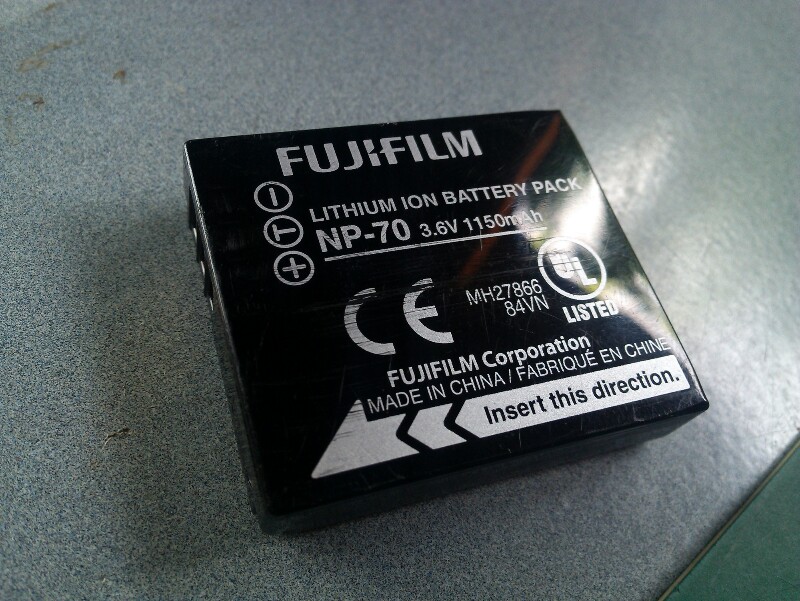 FUJIFILM
LITHIUM ION BATTERY PACK
T NP-70 3.6V 1150mAh
CE MH27866
84VN
UL
LISTED
FUJIFILM Corporation
MADE IN CHINA / FABRIQUÉ EN CHINE
Insert this direction.